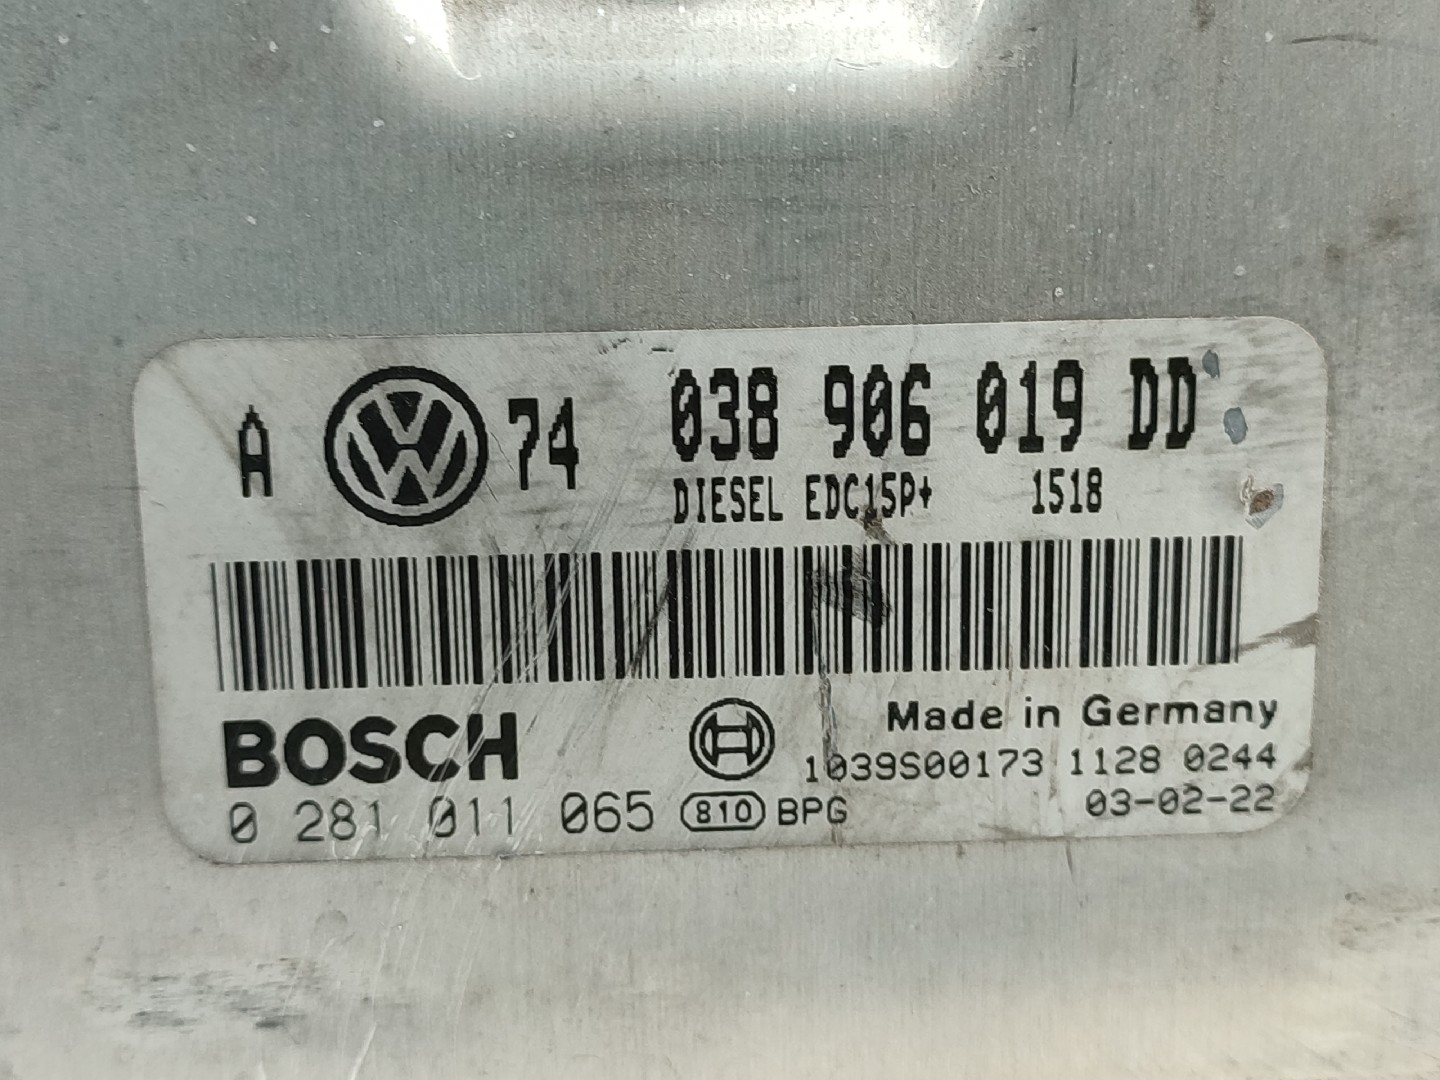 A VW 74 038 906 019 DD
DIESEL EDC15P+ 1518
BOSCH
Made in Germany
1039S00173 1128 0244
0 281 011 065 810 BPG 03-02-22